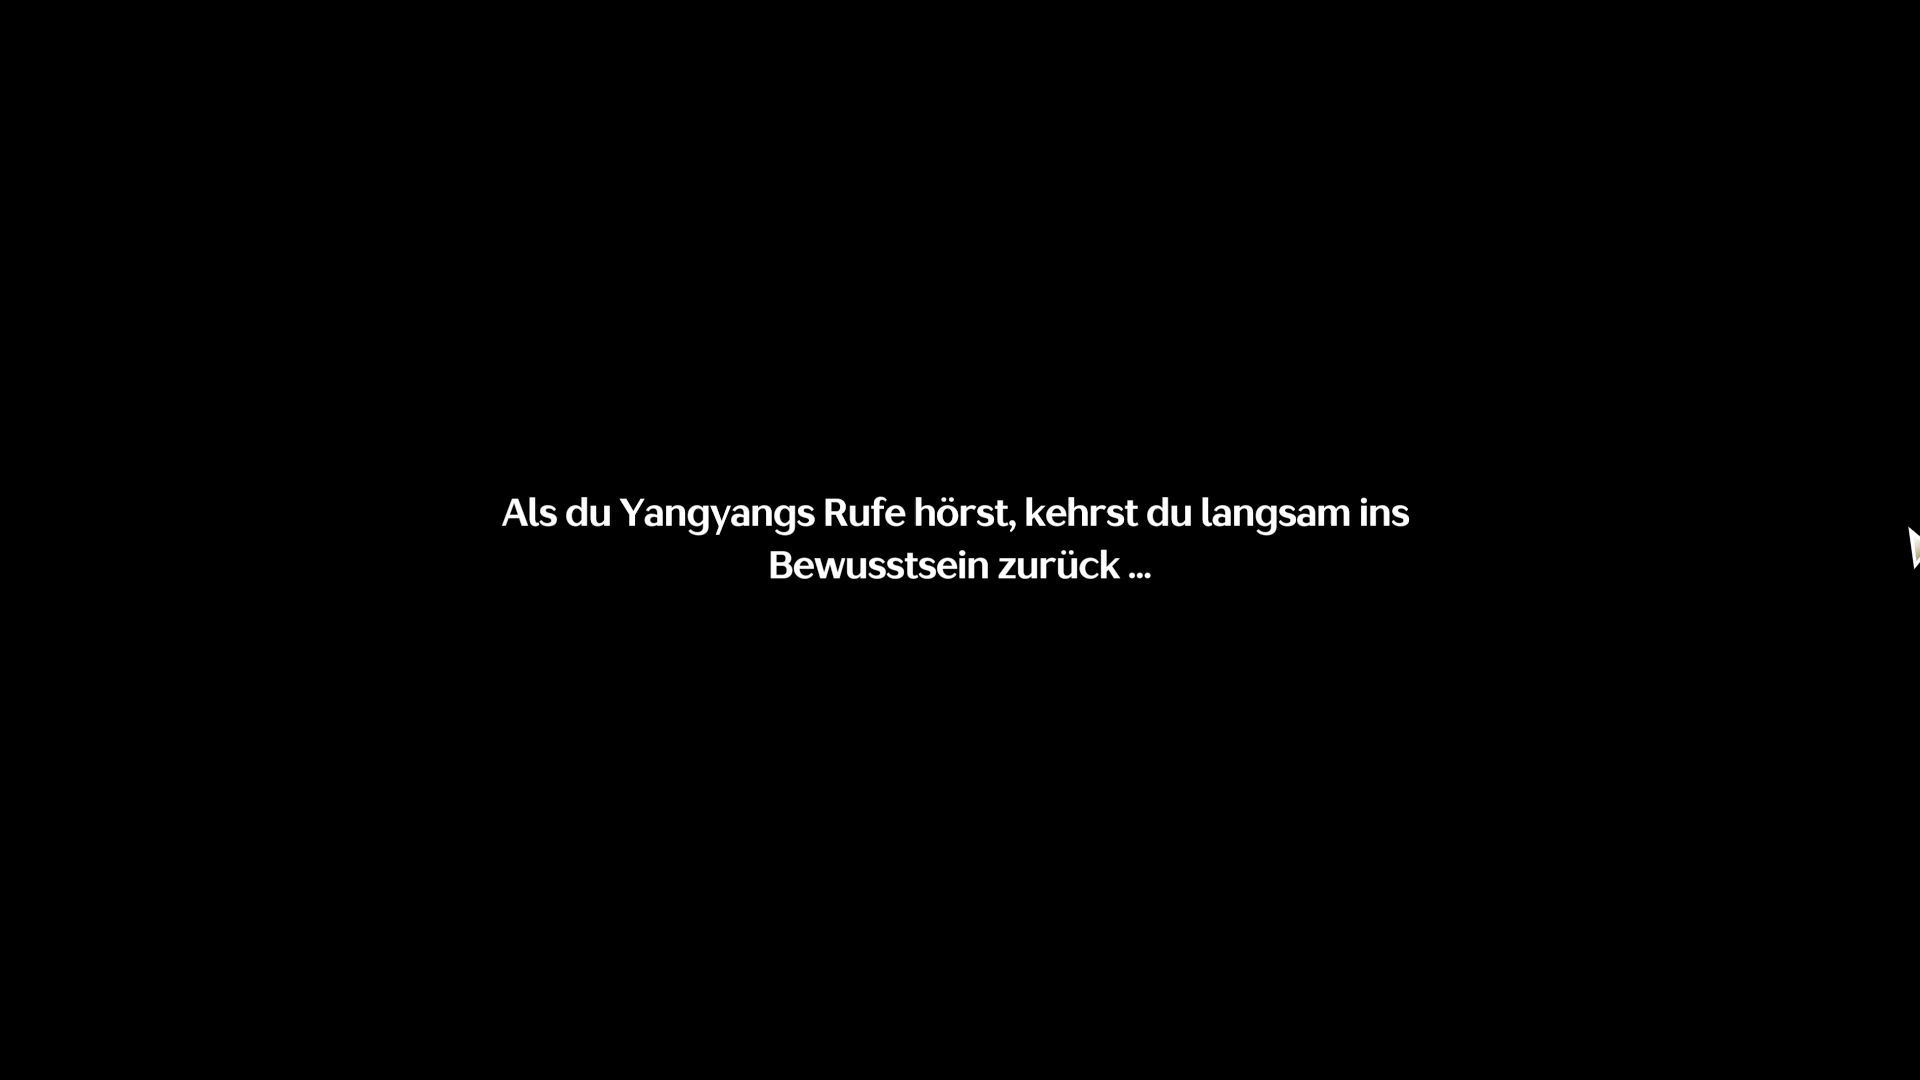 Als du Yangyangs Rufe hörst, kehrst du langsam ins
Bewusstsein zurück ...